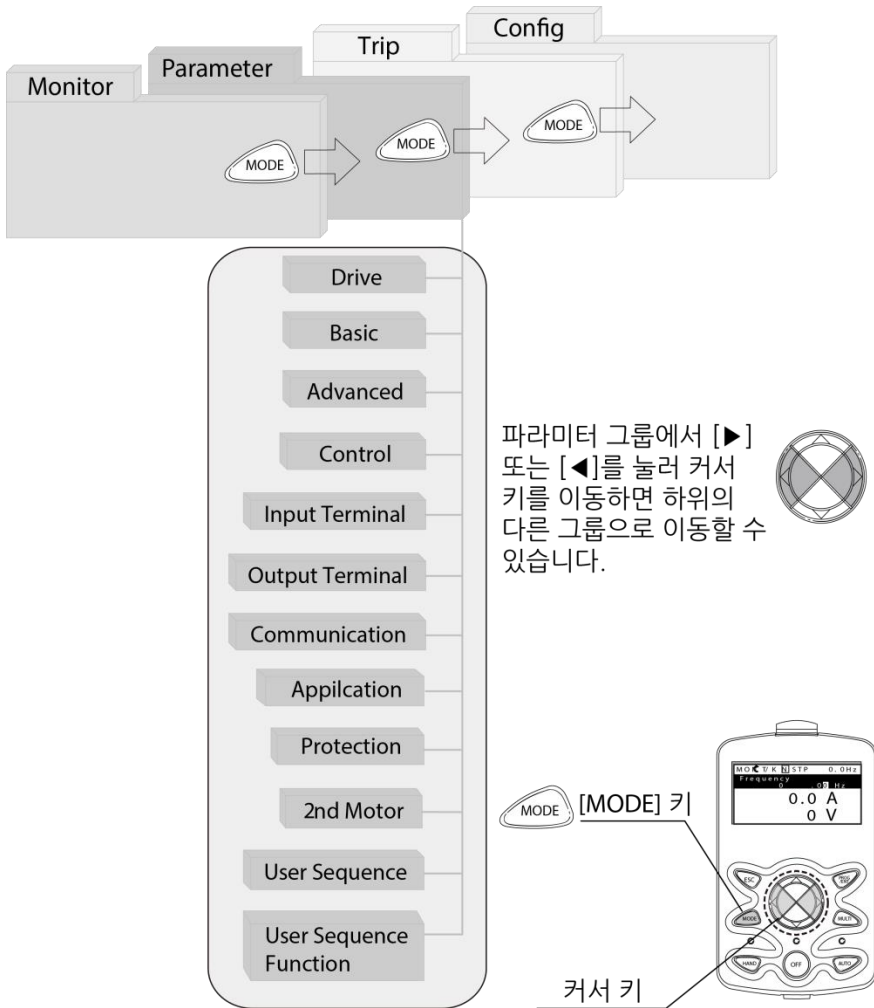 Config
Trip
Parameter
Monitor
MODE
MODE
MODE
Drive
Basic
Advanced
Control
Input Terminal
Output Terminal
Communication
Appilcation
Protection
2nd Motor
User Sequence
User Sequence
Function
파라미터 그룹에서 [▶]
또는 [◀]를 눌러 커서
키를 이동하면 하위의
다른 그룹으로 이동할 수
있습니다.
MODE [MODE] 키
STP 0.0Hz
Frequency
0.0 A
0 V
ESC
PROG
MODE
MULTI
HAND
OFF
AUTO
커서 키